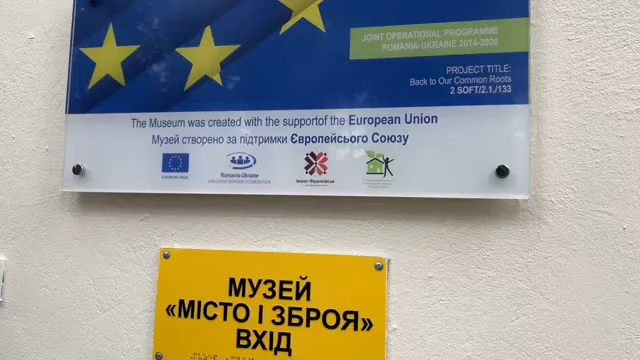 JOINT OPERATIONAL PROGRAMME
ROMANIA-UKRAINE 2014-2020
PROJECT TITLE:
Back to Our Common Roots
2 SOFT/2.1./133
The Museum was created with the supportof the European Union
Музей створено за підтримки Європейського Союзу
EUROPEAN UNION
Romania-Ukraine
ENI CROSS BORDER COOPERATION
Івано-Франківськ
МУЗЕЙ
«МІСТО І ЗБРОЯ»
ВХІД